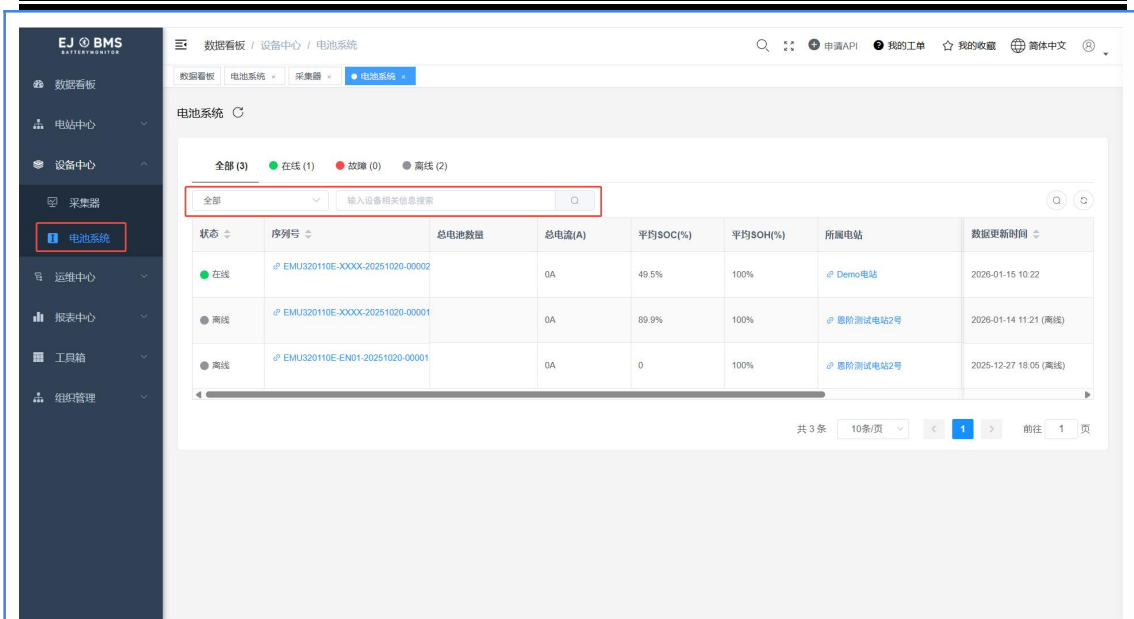 EJ BMS
BATTERYMONITOR
数据看板
电站中心
设备中心
采集器
电池系统
运维中心
报表中心
工具箱
组织管理
数据看板 / 设备中心 / 电池系统
申请API
我的工单
我的收藏
简体中文
数据看板 电池系统 × 采集器 × 电池系统 ×
电池系统
全部 (3) 在线 (1) 故障 (0) 离线 (2)
全部 输入设备相关信息搜索
状态 序列号 总电池数量 总电流(A) 平均SOC(%) 平均SOH(%) 所属电站 数据更新时间
在线 EMU320110E-XXXX-20251020-00002 0A 49.5% 100% Demo电站 2026-01-15 10:22
离线 EMU320110E-XXXX-20251020-00001 0A 89.9% 100% 恩阶测试电站2号 2026-01-14 11:21 (离线)
离线 EMU320110E-EN01-20251020-00001 0A 0 100% 恩阶测试电站2号 2025-12-27 18:05 (离线)
共 3 条 10条/页 < 1 > 前往 1 页